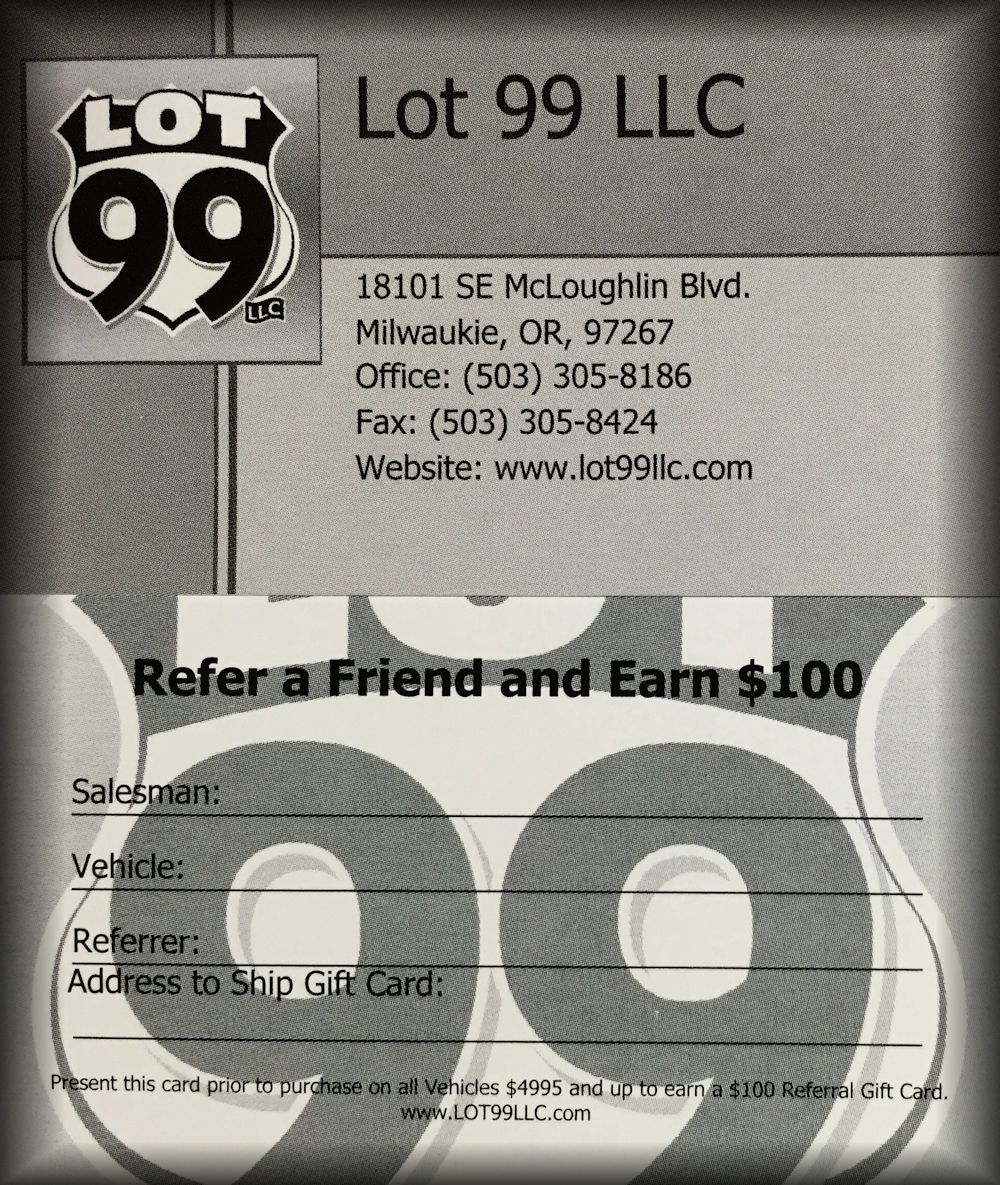 LOT
99
LLC
Lot 99 LLC
18101 SE McLoughlin Blvd.
Milwaukie, OR, 97267
Office: (503) 305-8186
Fax: (503) 305-8424
Website: www.lot99llc.com
LOT
Refer a Friend and Earn $100
99
Salesman:
Vehicle:
Referrer:
Address to Ship Gift Card:
Present this card prior to purchase on all Vehicles $4995 and up to earn a $100 Referral Gift Card.
www.LOT99LLC.com